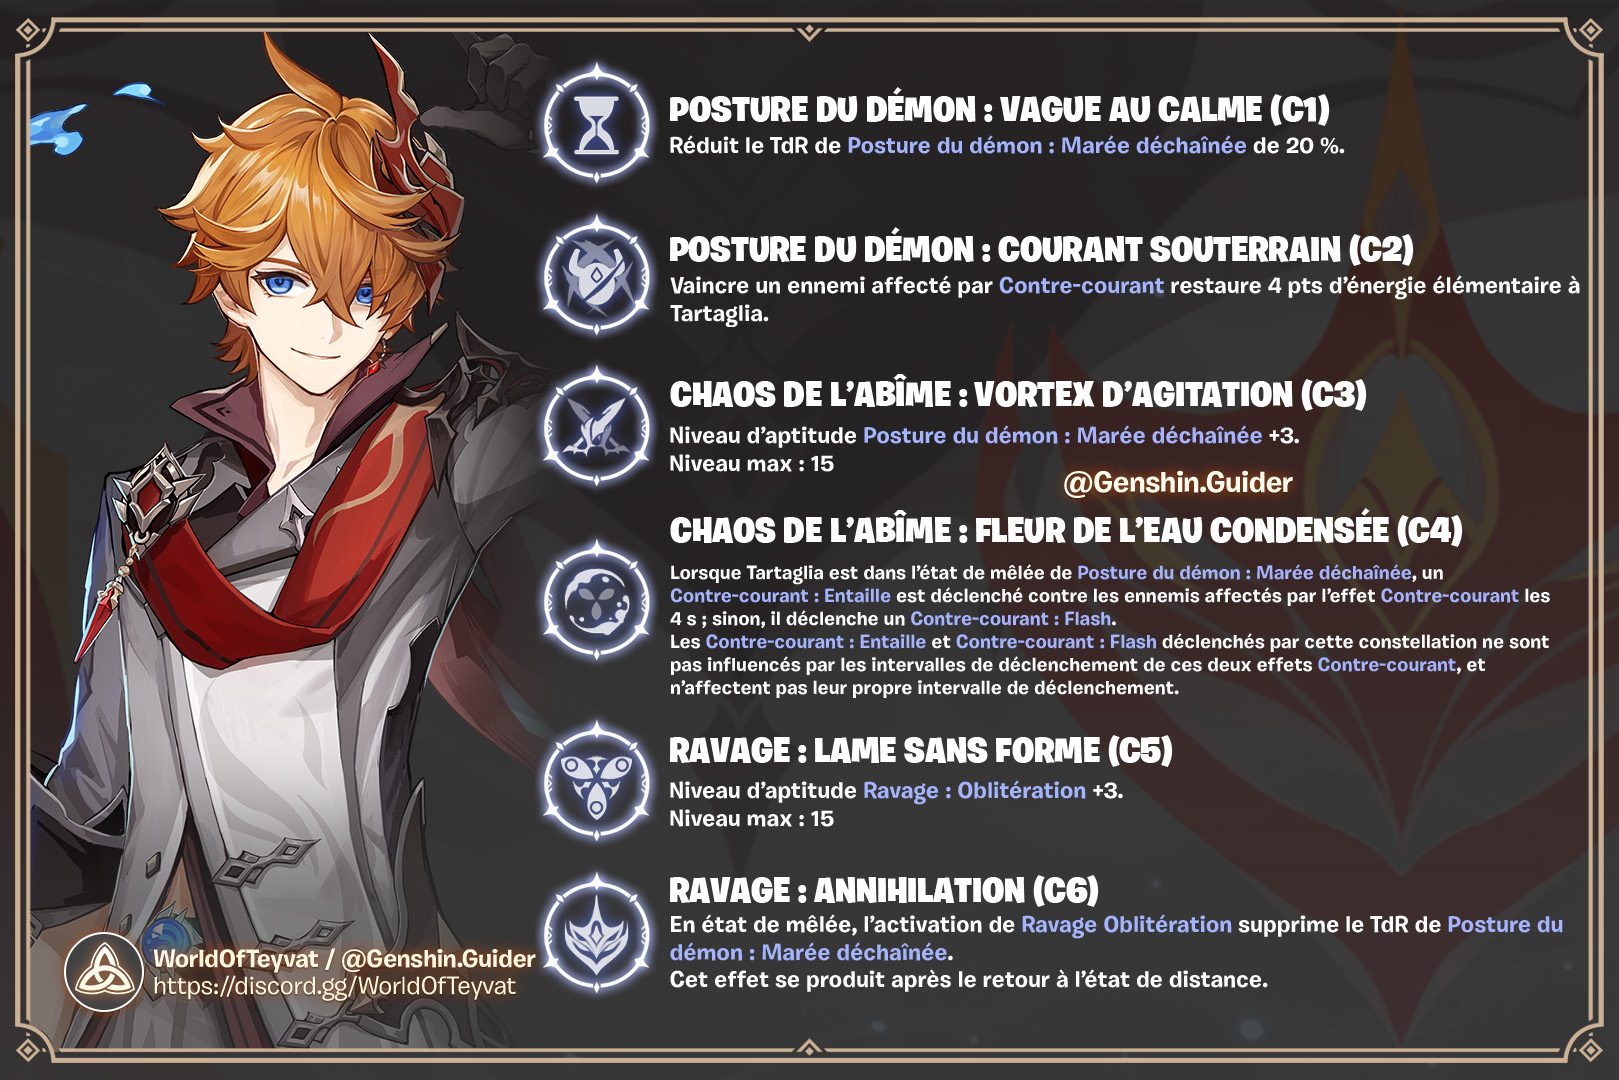 POSTURE DU DÉMON : VAGUE AU CALME (C1)
Réduit le TdR de Posture du démon : Marée déchaînée de 20 %.
POSTURE DU DÉMON : COURANT SOUTERRAIN (C2)
Vaincre un ennemi affecté par Contre-courant restaure 4 pts d'énergie élémentaire à
Tartaglia.
CHAOS DE L'ABÎME : VORTEX D'AGITATION (C3)
Niveau d'aptitude Posture du démon : Marée déchaînée +3.
Niveau max : 15
@Genshin.Guider
CHAOS DE L'ABÎME : FLEUR DE L'EAU CONDENSÉE (C4)
Lorsque Tartaglia est dans l'état de mêlée de Posture du démon : Marée déchaînée, un
Contre-courant : Entaille est déclenché contre les ennemis affectés par l'effet Contre-courant les
4 s ; sinon, il déclenche un Contre-courant : Flash.
Les Contre-courant : Entaille et Contre-courant : Flash déclenchés par cette constellation ne sont
pas influencés par les intervalles de déclenchement de ces deux effets Contre-courant, et
n'affectent pas leur propre intervalle de déclenchement.
RAVAGE : LAME SANS FORME (C5)
Niveau d'aptitude Ravage : Oblitération +3.
Niveau max : 15
RAVAGE : ANNIHILATION (C6)
En état de mêlée, l'activation de Ravage Oblitération supprime le TdR de Posture du
démon : Marée déchaînée.
Cet effet se produit après le retour à l'état de distance.
WorldOfTeyvat / @Genshin.Guider
https://discord.gg/WorldOfTeyvat